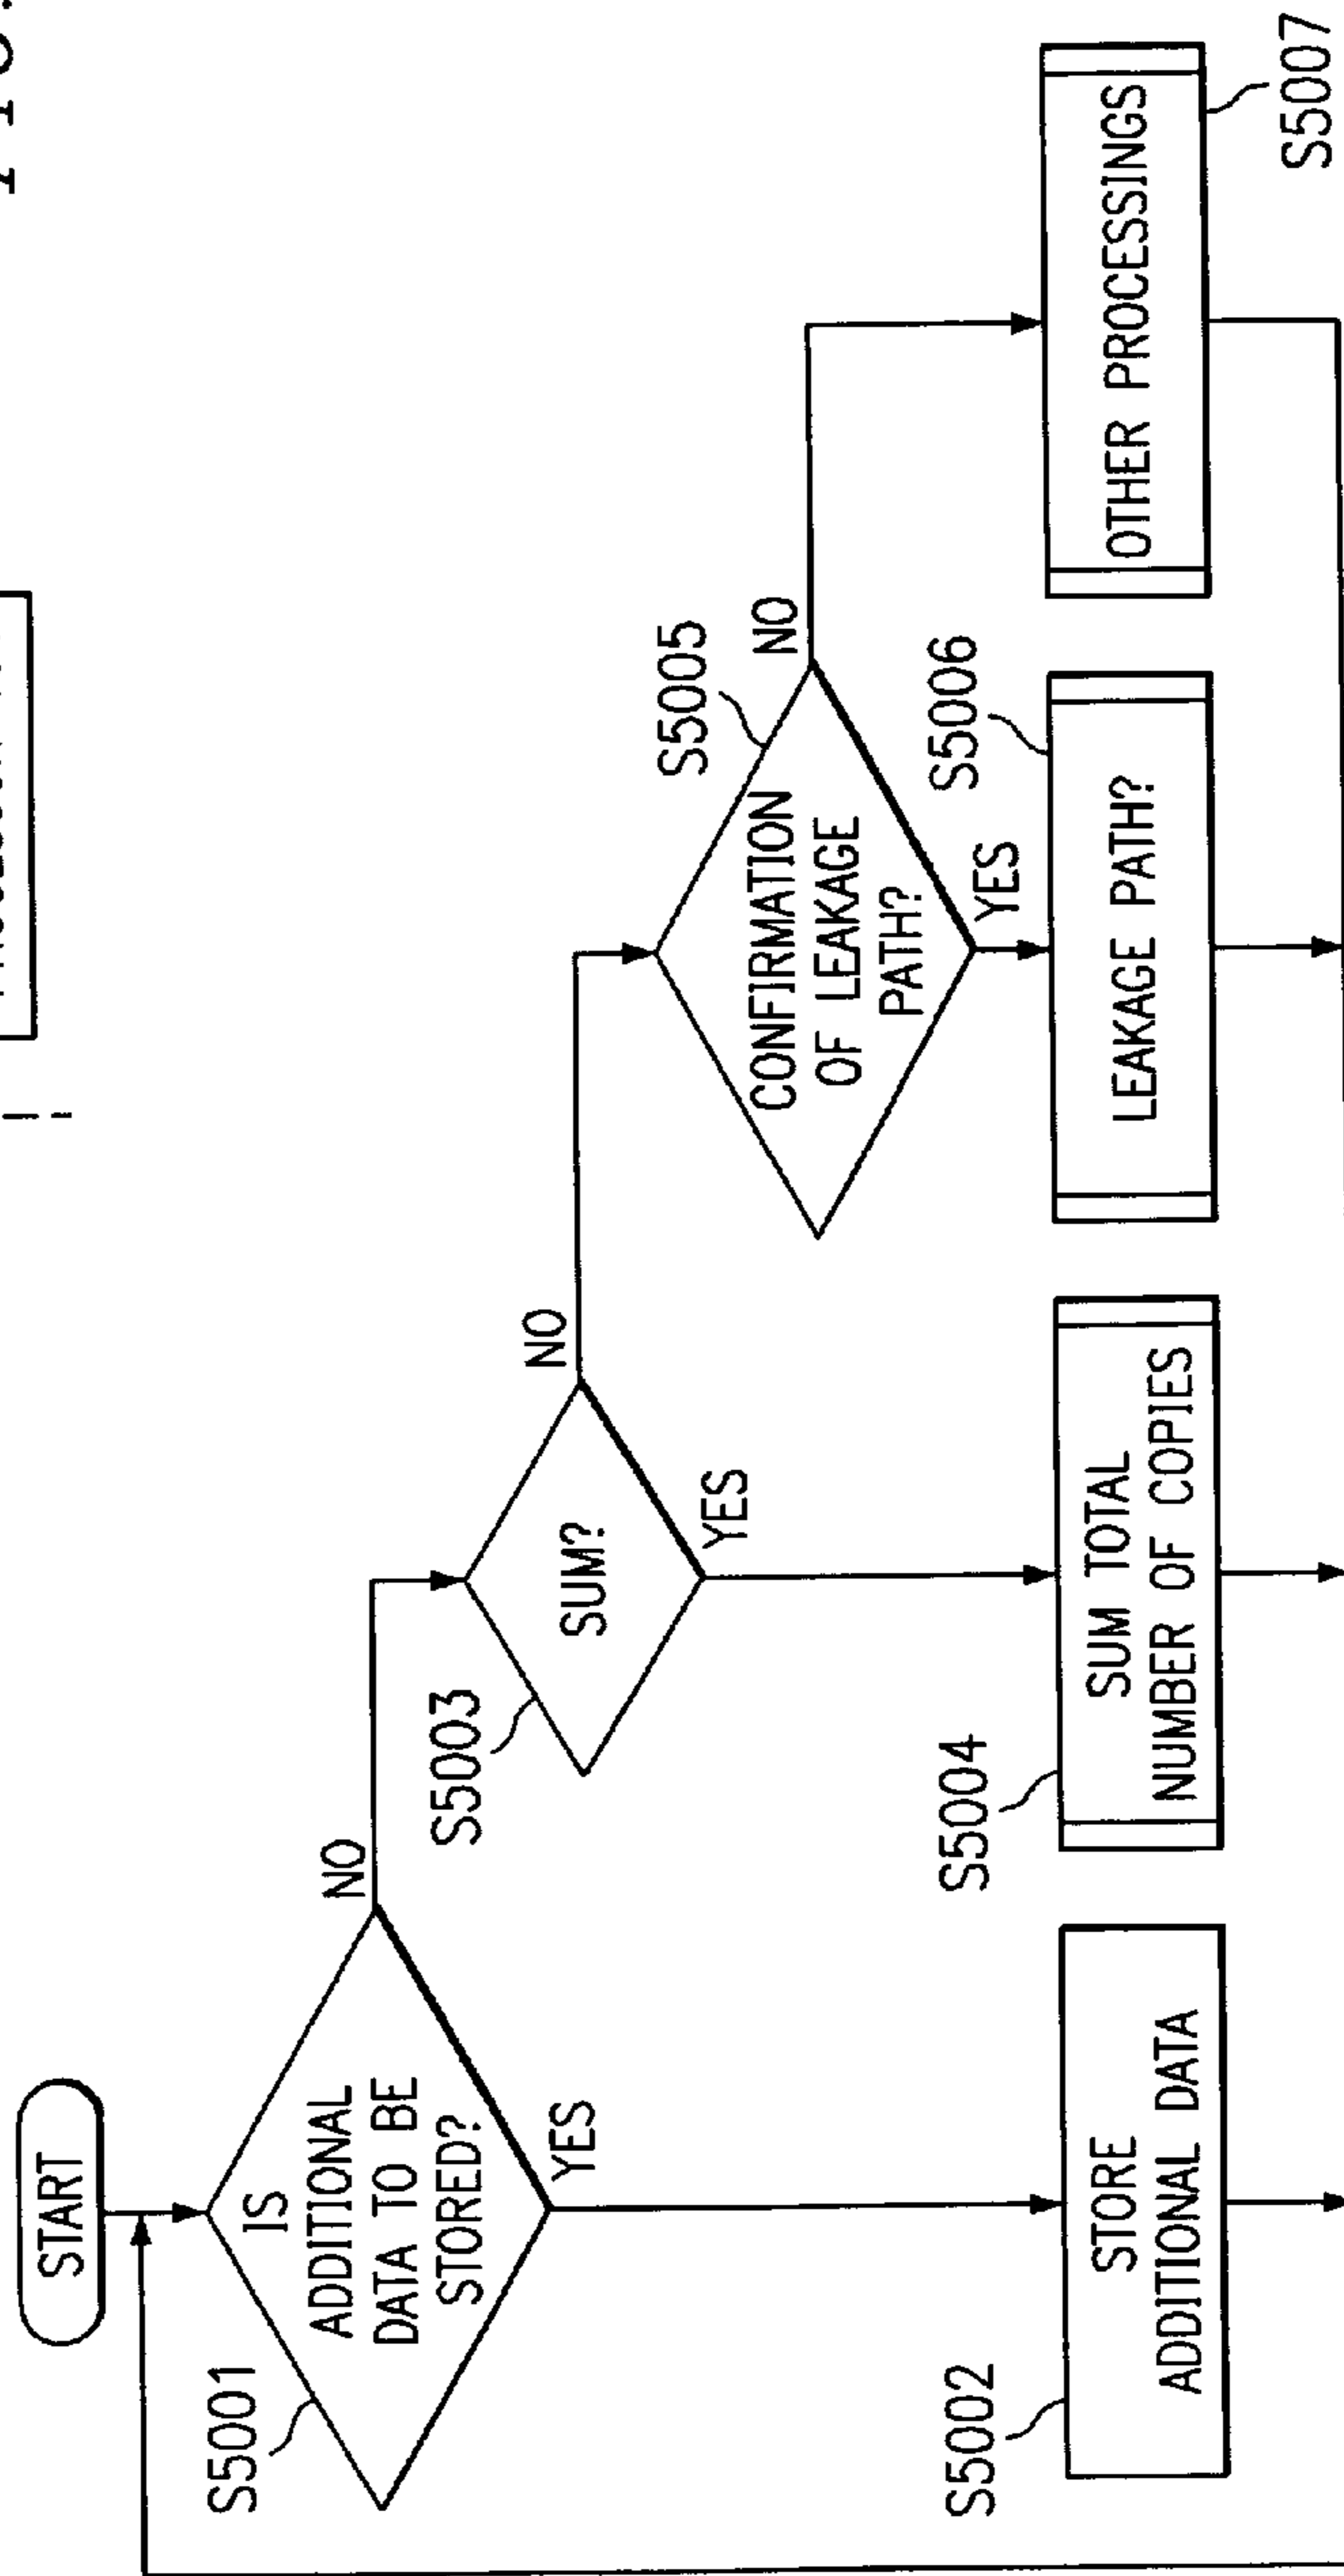 START
S5001
IS
ADDITIONAL
DATA TO BE
STORED?
NO
YES
S5002
STORE
ADDITIONAL DATA
S5003
SUM?
NO
YES
S5004
SUM TOTAL
NUMBER OF COPIES
S5005
CONFIRMATION
OF LEAKAGE
PATH?
NO
YES
S5006
LEAKAGE PATH?
OTHER PROCESSINGS
S5007